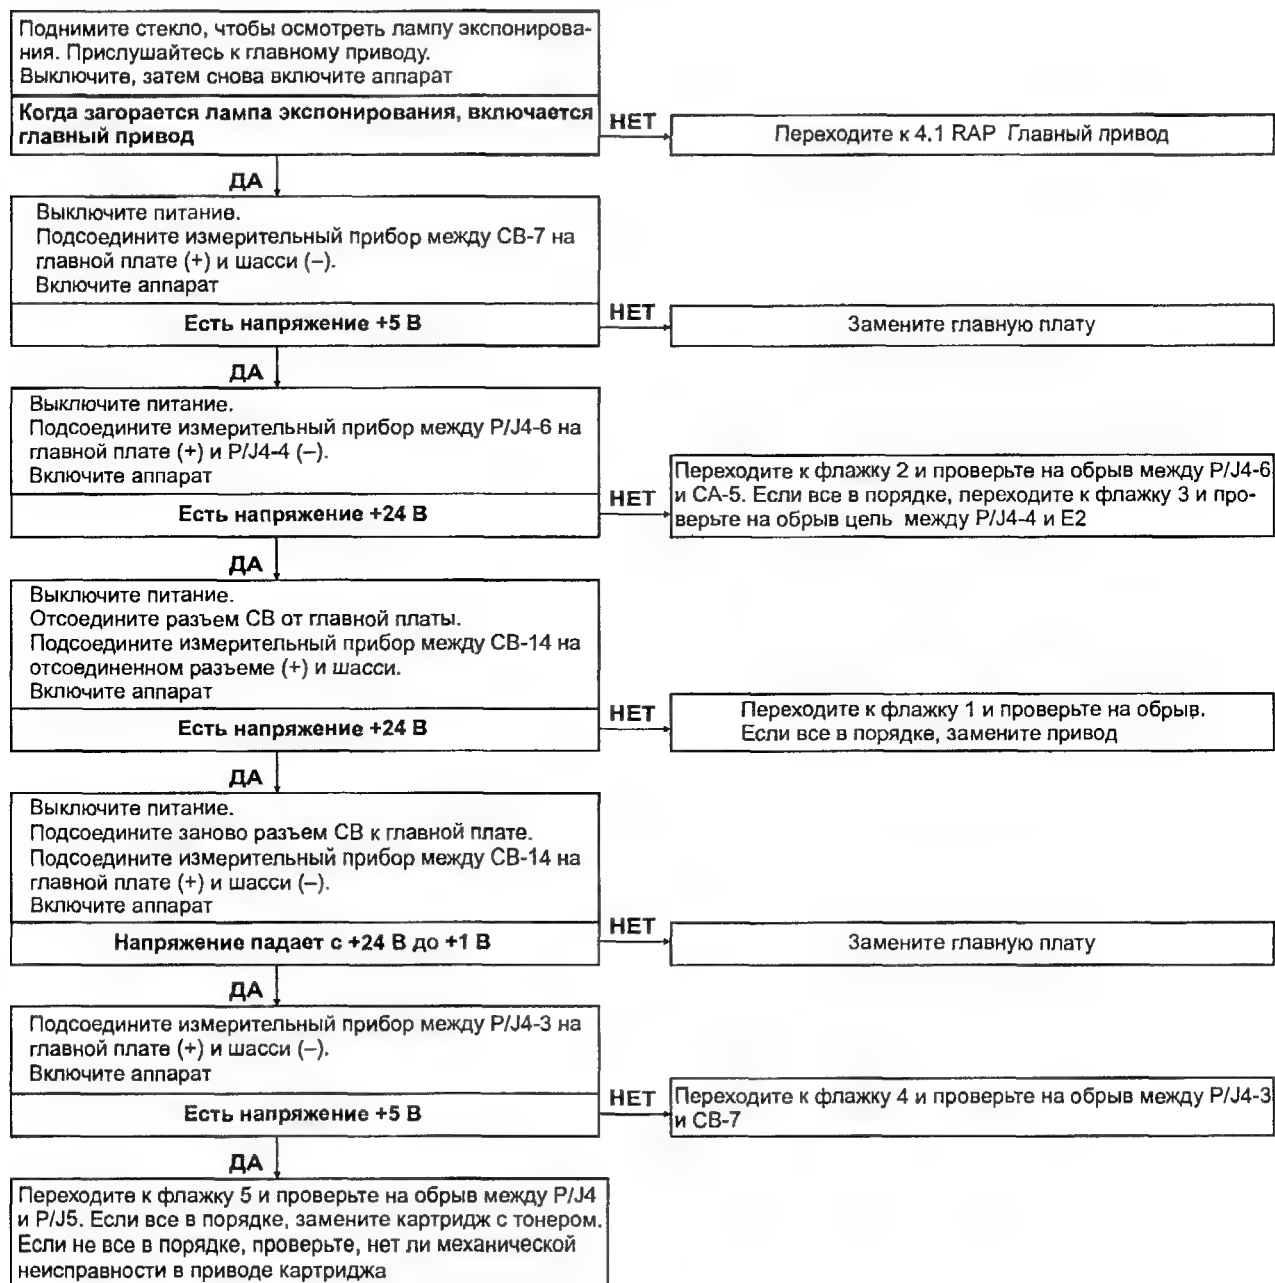 Поднимите стекло, чтобы осмотреть лампу экспонирова-
ния. Прислушайтесь к главному приводу.
Выключите, затем снова включите аппарат
Когда загорается лампа экспонирования, включается
главный привод
НЕТ
Переходите к 4.1 RAP Главный привод
ДА
Выключите питание.
Подсоедините измерительный прибор между СВ-7 на
главной плате (+) и шасси (–).
Включите аппарат
Есть напряжение +5 В
НЕТ
Замените главную плату
ДА
Выключите питание.
Подсоедините измерительный прибор между P/J4-6 на
главной плате (+) и P/J4-4 (–).
Включите аппарат
Есть напряжение +24 В
НЕТ
Переходите к флажку 2 и проверьте на обрыв между P/J4-6
и СА-5. Если все в порядке, переходите к флажку 3 и про-
верьте на обрыв цепь между P/J4-4 и E2
ДА
Выключите питание.
Отсоедините разъем СВ от главной платы.
Подсоедините измерительный прибор между СВ-14 на
отсоединенном разъеме (+) и шасси.
Включите аппарат
Есть напряжение +24 В
НЕТ
Переходите к флажку 1 и проверьте на обрыв.
Если все в порядке, замените привод
ДА
Выключите питание.
Подсоедините заново разъем СВ к главной плате.
Подсоедините измерительный прибор между СВ-14 на
главной плате (+) и шасси (–).
Включите аппарат
Напряжение падает с +24 В до +1 В
НЕТ
Замените главную плату
ДА
Подсоедините измерительный прибор между P/J4-3 на
главной плате (+) и шасси (–).
Включите аппарат
Есть напряжение +5 В
НЕТ
Переходите к флажку 4 и проверьте на обрыв между P/J4-3
и СВ-7
ДА
Переходите к флажку 5 и проверьте на обрыв между P/J4
и P/J5. Если все в порядке, замените картридж с тонером.
Если не все в порядке, проверьте, нет ли механической
неисправности в приводе картриджа